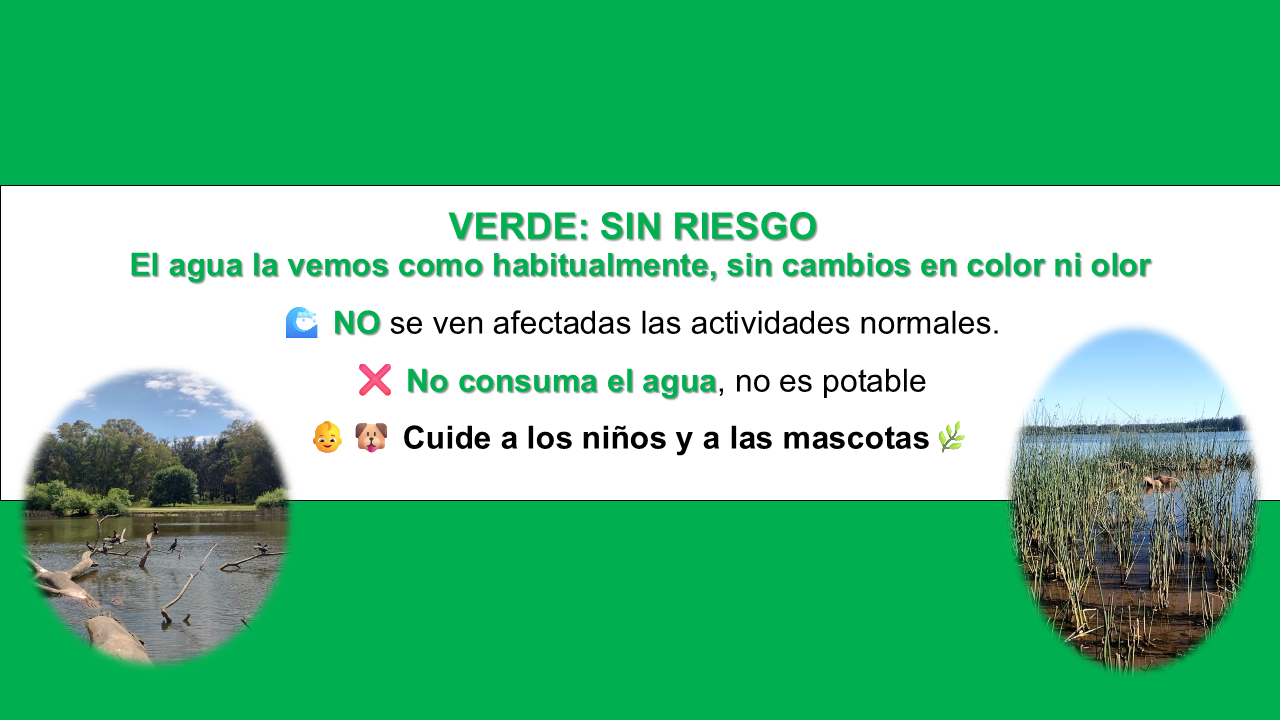 VERDE: SIN RIESGO
El agua la vemos como habitualmente, sin cambios en color ni olor
🌊 NO se ven afectadas las actividades normales.
❌ No consuma el agua, no es potable
👶 🐶 Cuide a los niños y a las mascotas 🌿